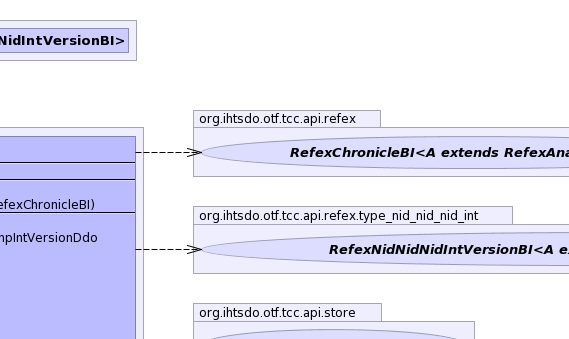 NidIntVersionBI>
org.ihtsdo.otf.tcc.api.refex
RefexChronicleBI<A extends RefexAna
efexChronicleBI)
org.ihtsdo.otf.tcc.api.refex.type_nid_nid_nid_int
mpIntVersionDdo
RefexNidNidNidIntVersionBI<A e
org.ihtsdo.otf.tcc.api.store